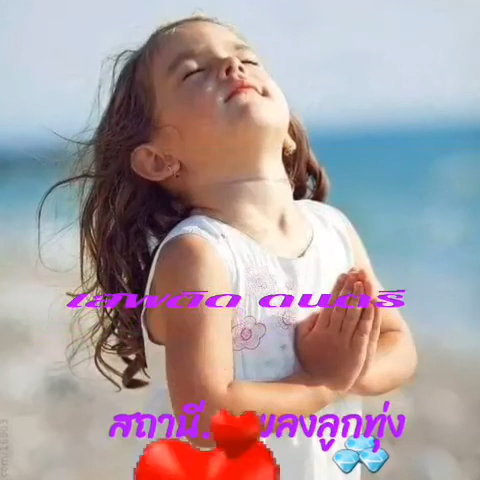 เสพติด ดนตรี
สถานี.
ลงลูกทุ่ง